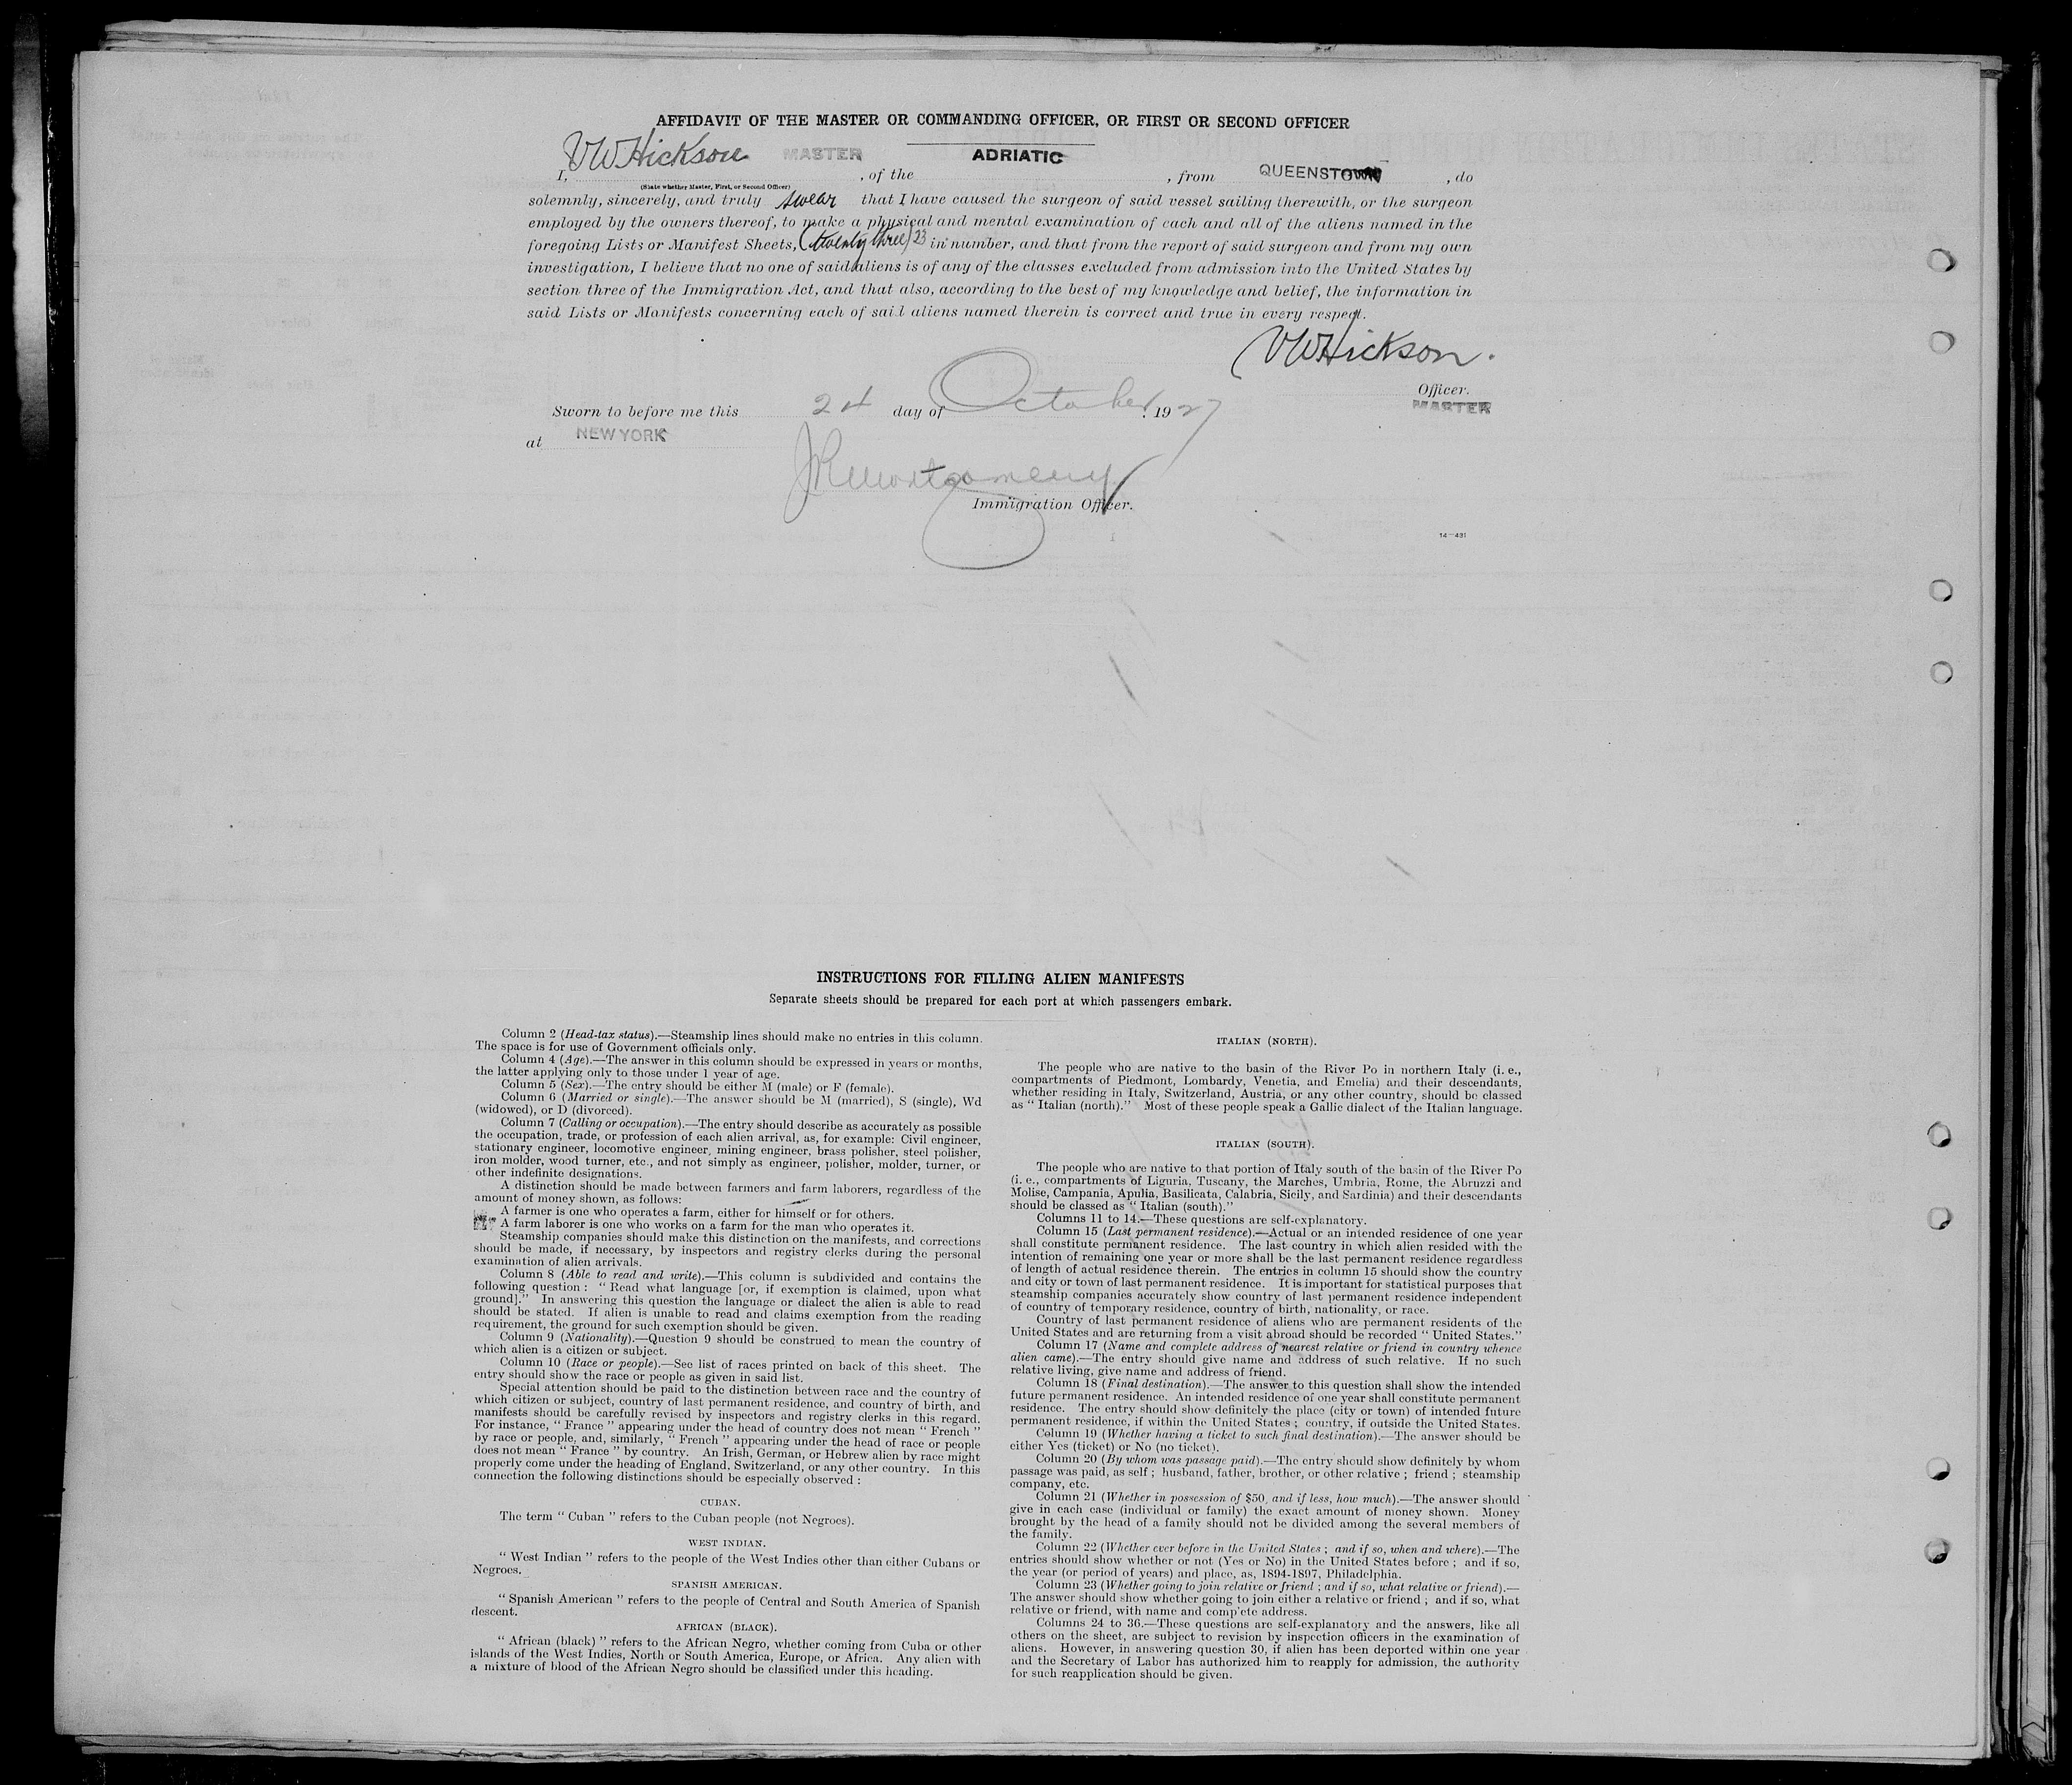 AFFIDAVIT OF THE MASTER OR COMMANDING OFFICER, OR FIRST OR SECOND OFFICER
I, VWHickson MASTER, of the ADRIATIC, from QUEENSTOWN, do
(State whether Master, First, or Second Officer)
solemnly, sincerely, and truly swear that I have caused the surgeon of said vessel sailing therewith, or the surgeon
employed by the owners thereof, to make a physical and mental examination of each and all of the aliens named in the
foregoing Lists or Manifest Sheets, (twenty three) 23 in number, and that from the report of said surgeon and from my own
investigation, I believe that no one of said aliens is of any of the classes excluded from admission into the United States by
section three of the Immigration Act, and that also, according to the best of my knowledge and belief, the information in
said Lists or Manifests concerning each of said aliens named therein is correct and true in every respect.
VWHickson.
Officer.
MASTER
Sworn to before me this 24 day of October, 1927
at NEW YORK
JRMontgomery
Immigration Officer.
14—431
INSTRUCTIONS FOR FILLING ALIEN MANIFESTS
Separate sheets should be prepared for each port at which passengers embark.
Column 2 (Head-tax status).—Steamship lines should make no entries in this column.
The space is for use of Government officials only.
Column 4 (Age).—The answer in this column should be expressed in years or months,
the latter applying only to those under 1 year of age.
Column 5 (Sex).—The entry should be either M (male) or F (female).
Column 6 (Married or single).—The answer should be M (married), S (single), Wd
(widowed), or D (divorced).
Column 7 (Calling or occupation).—The entry should describe as accurately as possible
the occupation, trade, or profession of each alien arrival, as, for example: Civil engineer,
stationary engineer, locomotive engineer, mining engineer, brass polisher, steel polisher,
iron molder, wood turner, etc., and not simply as engineer, polisher, molder, turner, or
other indefinite designations.
A distinction should be made between farmers and farm laborers, regardless of the
amount of money shown, as follows:
A farmer is one who operates a farm, either for himself or for others.
A farm laborer is one who works on a farm for the man who operates it.
Steamship companies should make this distinction on the manifests, and corrections
should be made, if necessary, by inspectors and registry clerks during the personal
examination of alien arrivals.
Column 8 (Able to read and write).—This column is subdivided and contains the
following question: "Read what language [or, if exemption is claimed, upon what
ground]." In answering this question the language or dialect the alien is able to read
should be stated. If alien is unable to read and claims exemption from the reading
requirement, the ground for such exemption should be given.
Column 9 (Nationality).—Question 9 should be construed to mean the country of
which alien is a citizen or subject.
Column 10 (Race or people).—See list of races printed on back of this sheet. The
entry should show the race or people as given in said list.
Special attention should be paid to the distinction between race and the country of
which citizen or subject, country of last permanent residence, and country of birth, and
manifests should be carefully revised by inspectors and registry clerks in this regard.
For instance, "France" appearing under the head of country does not mean "French"
by race or people, and, similarly, "French" appearing under the head of race or people
does not mean "France" by country. An Irish, German, or Hebrew alien by race might
properly come under the heading of England, Switzerland, or any other country. In this
connection the following distinctions should be especially observed:
CUBAN.
The term "Cuban" refers to the Cuban people (not Negroes).
WEST INDIAN.
"West Indian" refers to the people of the West Indies other than either Cubans or
Negroes.
SPANISH AMERICAN.
"Spanish American" refers to the people of Central and South America of Spanish
descent.
AFRICAN (BLACK).
"African (black)" refers to the African Negro, whether coming from Cuba or other
islands of the West Indies, North or South America, Europe, or Africa. Any alien with
a mixture of blood of the African Negro should be classified under this heading.
ITALIAN (NORTH).
The people who are native to the basin of the River Po in northern Italy (i. e.,
compartments of Piedmont, Lombardy, Venetia, and Emelia) and their descendants,
whether residing in Italy, Switzerland, Austria, or any other country, should be classed
as "Italian (north)." Most of these people speak a Gallic dialect of the Italian language.
ITALIAN (SOUTH).
The people who are native to that portion of Italy south of the basin of the River Po
(i. e., compartments of Liguria, Tuscany, the Marches, Umbria, Rome, the Abruzzi and
Molise, Campania, Apulia, Basilicata, Calabria, Sicily, and Sardinia) and their descendants
should be classed as "Italian (south)."
Columns 11 to 14.—These questions are self-explanatory.
Column 15 (Last permanent residence).—Actual or an intended residence of one year
shall constitute permanent residence. The last country in which alien resided with the
intention of remaining one year or more shall be the last permanent residence regardless
of length of actual residence therein. The entries in column 15 should show the country
and city or town of last permanent residence. It is important for statistical purposes that
steamship companies accurately show country of last permanent residence independent
of country of temporary residence, country of birth, nationality, or race.
Country of last permanent residence of aliens who are permanent residents of the
United States and are returning from a visit abroad should be recorded "United States."
Column 17 (Name and complete address of nearest relative or friend in country whence
alien came).—The entry should give name and address of such relative. If no such
relative living, give name and address of friend.
Column 18 (Final destination).—The answer to this question shall show the intended
future permanent residence. An intended residence of one year shall constitute permanent
residence. The entry should show definitely the place (city or town) of intended future
permanent residence, if within the United States; country, if outside the United States.
Column 19 (Whether having a ticket to such final destination).—The answer should be
either Yes (ticket) or No (no ticket).
Column 20 (By whom was passage paid).—The entry should show definitely by whom
passage was paid, as self; husband, father, brother, or other relative; friend; steamship
company, etc.
Column 21 (Whether in possession of $50, and if less, how much).—The answer should
give in each case (individual or family) the exact amount of money shown. Money
brought by the head of a family should not be divided among the several members of
the family.
Column 22 (Whether ever before in the United States; and if so, when and where).—The
entries should show whether or not (Yes or No) in the United States before; and if so,
the year (or period of years) and place, as, 1894-1897, Philadelphia.
Column 23 (Whether going to join relative or friend; and if so, what relative or friend).—
The answer should show whether going to join either a relative or friend; and if so, what
relative or friend, with name and complete address.
Columns 24 to 36.—These questions are self-explanatory and the answers, like all
others on the sheet, are subject to revision by inspection officers in the examination of
aliens. However, in answering question 30, if alien has been deported within one year
and the Secretary of Labor has authorized him to reapply for admission, the authority
for such reapplication should be given.